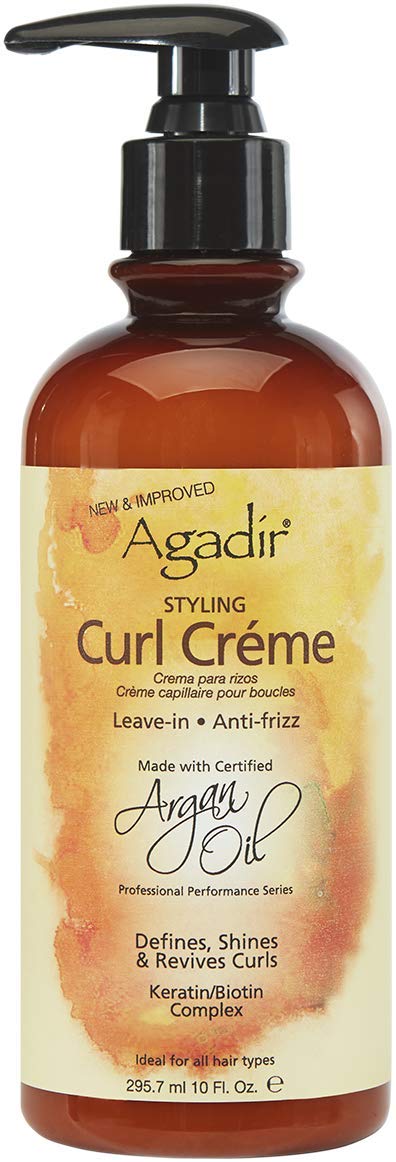 NEW & IMPROVED
Agadír®
STYLING
Curl Créme
Crema para rizos
Crème capillaire pour boucles
Leave-in • Anti-frizz
Made with Certified
Argan
Oil
Professional Performance Series
Defines, Shines
& Revives Curls
Keratin/Biotin
Complex
Ideal for all hair types
295.7 ml 10 Fl. Oz. ℮